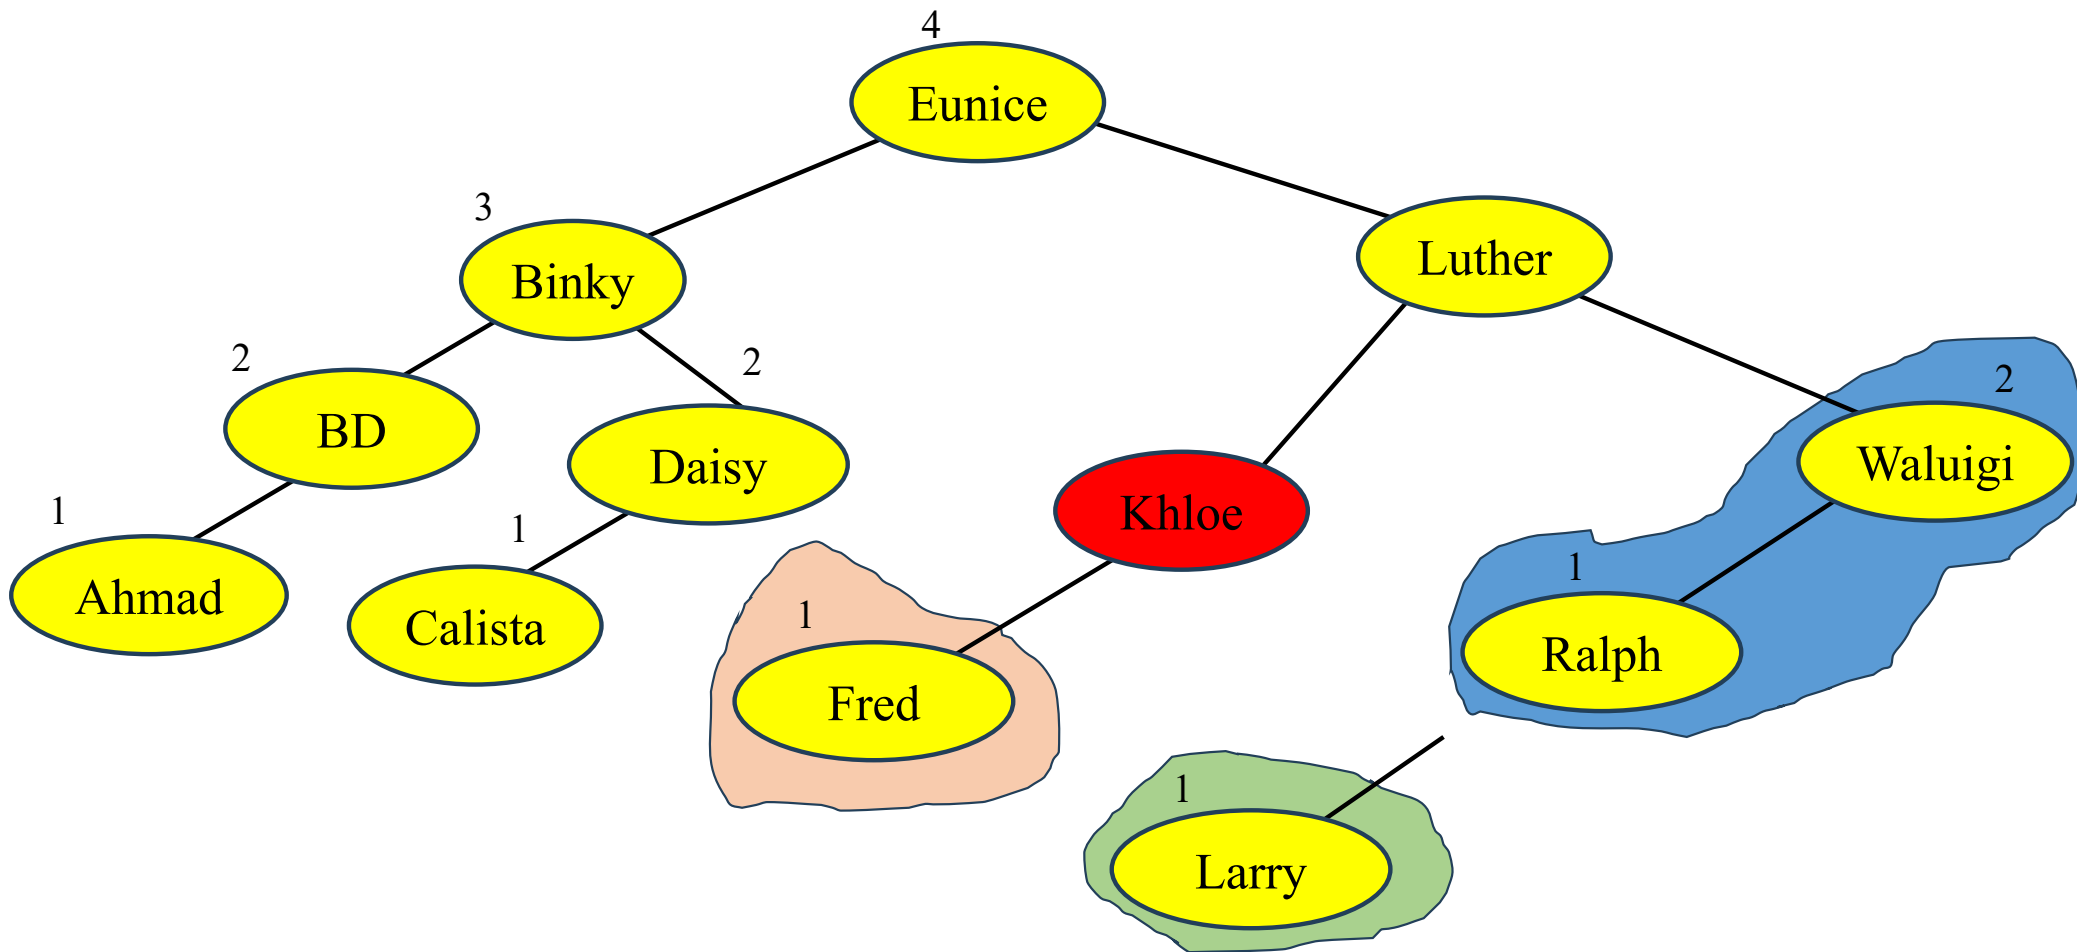 4
Eunice
3
Binky
Luther
2
BD
2
Daisy
2
Waluigi
1
Ahmad
1
Calista
Khloe
1
Fred
1
Ralph
1
Larry